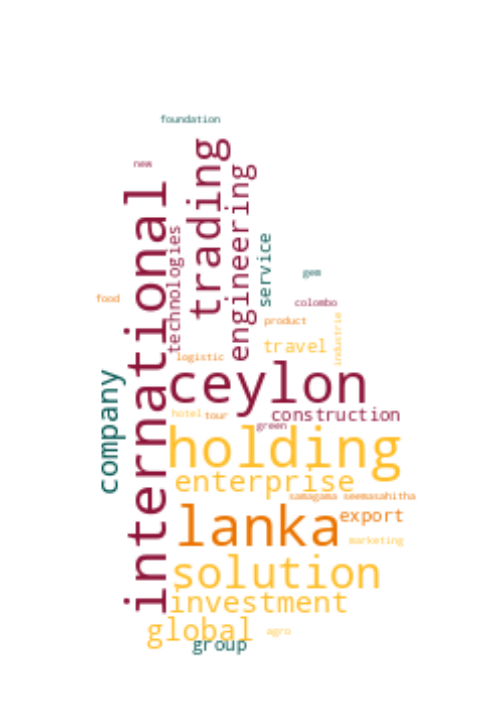 foundation
new
trading
international
engineering
technologies
service
gem
food
colombo
product
industrie
travel
logistic
ceylon
company
hotel
tour
construction
green
holding
enterprise
samagama seemasahitha
lanka
export
marketing
solution
investment
global
agro
group